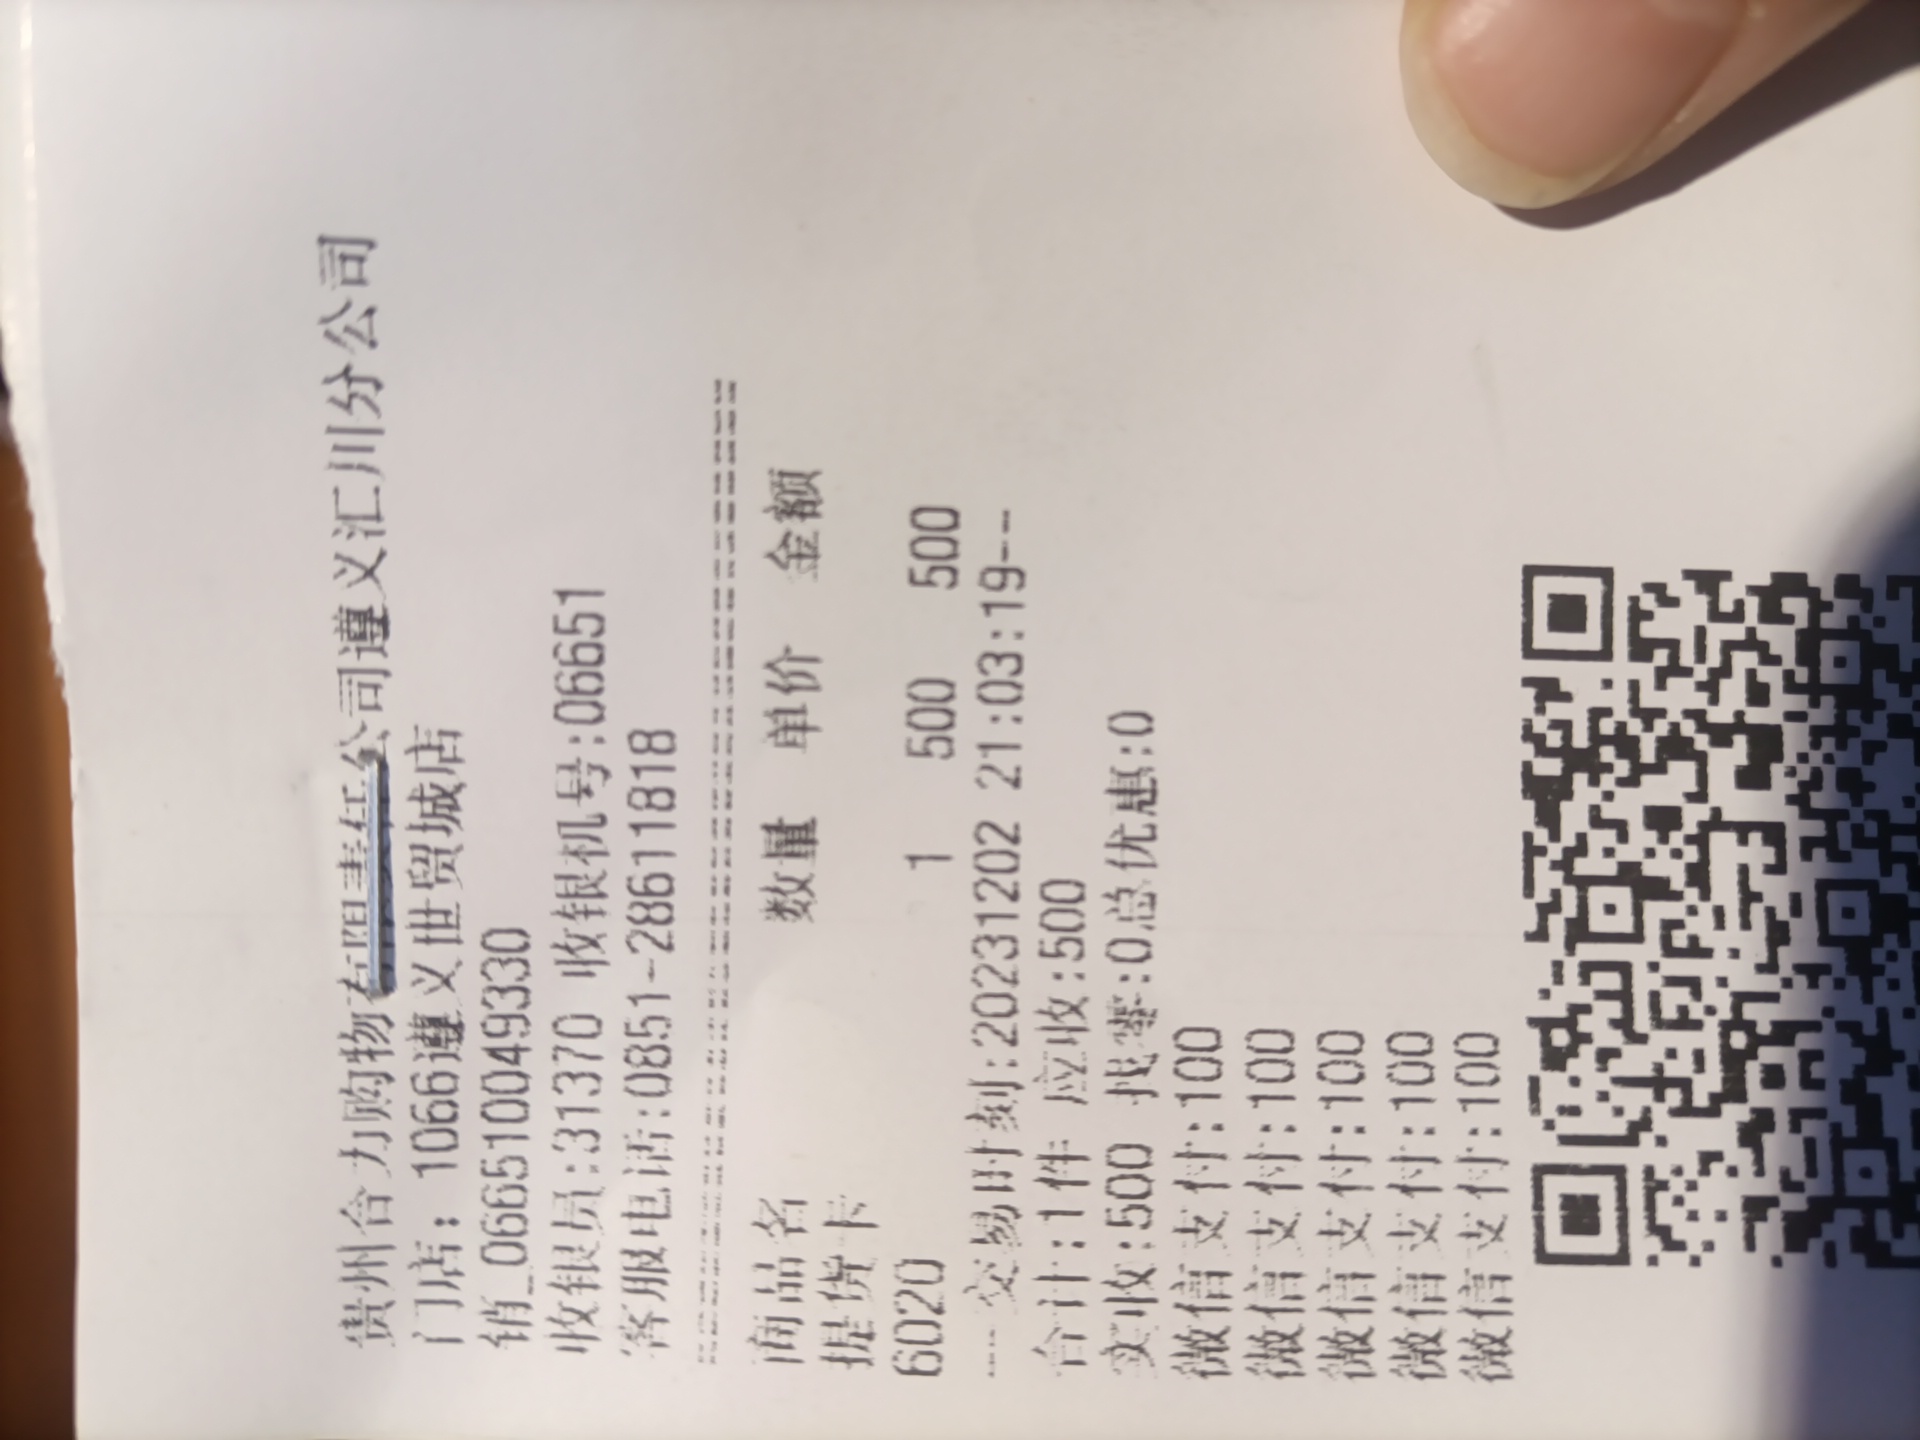 贵州合力购物有限责任公司遵义汇川分公司
门店：1066遵义世贸城店
销_066510049330
收银员:31370 收银机号:06651
客服电话:0851-28611818
========================================
商品名 数量 单价 金额
提货卡
6020 1 500 500
---交易时刻:20231202 21:03:19--
合计:1件 应收:500
实收:500 找零:0总优惠:0
微信支付:100
微信支付:100
微信支付:100
微信支付:100
微信支付:100